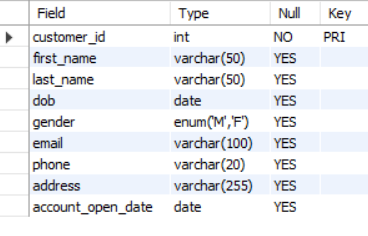 Field Type Null Key
customer_id int NO PRI
first_name varchar(50) YES
last_name varchar(50) YES
dob date YES
gender enum('M','F') YES
email varchar(100) YES
phone varchar(20) YES
address varchar(255) YES
account_open_date date YES